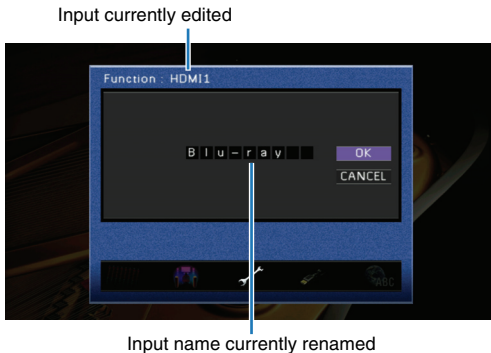 Input currently edited
Function : HDMI1
Blu-ray
OK
CANCEL
ABC
Input name currently renamed